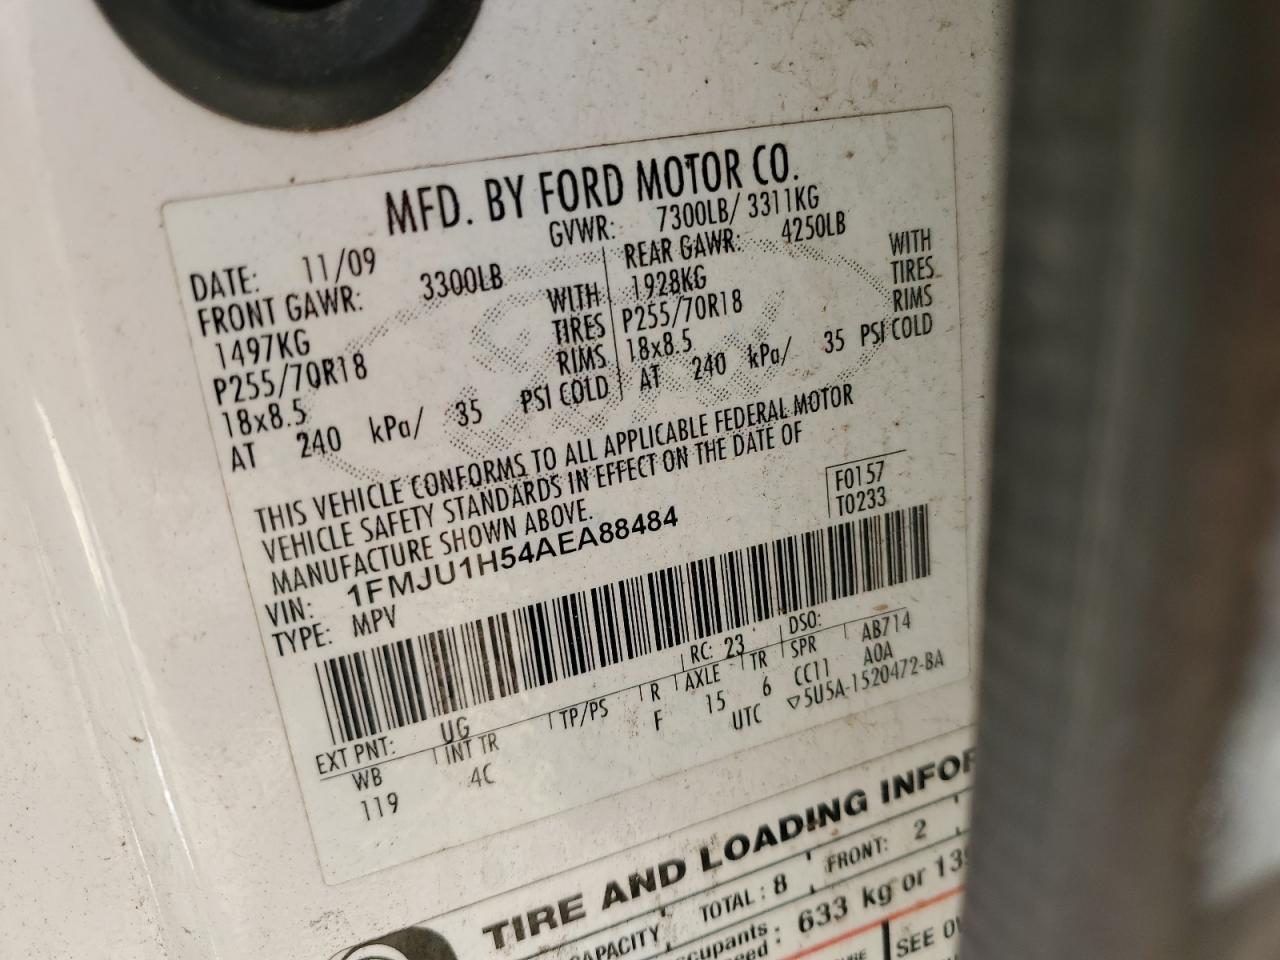 MFD. BY FORD MOTOR CO.
DATE: 11/09 GVWR: 7300LB/ 3311KG
FRONT GAWR: 3300LB REAR GAWR: 4250LB
1497KG WITH 1928KG WITH
P255/70R18 TIRES P255/70R18 TIRES
18x8.5 RIMS 18x8.5 RIMS
AT 240 kPa/ 35 PSI COLD AT 240 kPa/ 35 PSI COLD
THIS VEHICLE CONFORMS TO ALL APPLICABLE FEDERAL MOTOR
VEHICLE SAFETY STANDARDS IN EFFECT ON THE DATE OF
MANUFACTURE SHOWN ABOVE.
F0157
T0233
VIN: 1FMJU1H54AEA88484
TYPE: MPV
EXT PNT: UG RC: 23 DSO:
WB INT TR TP/PS R AXLE TR SPR AB714
119 4C F 15 6 CC11 A0A
UTC ▽5U5A-1520472-BA
TIRE AND LOADING
TOTAL: 8 FRONT: 2
633 kg or
SEE